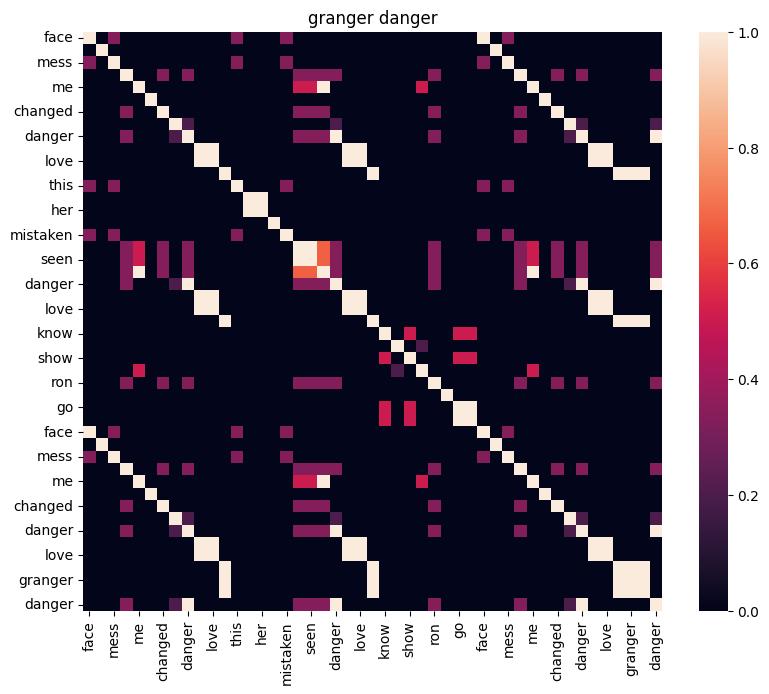 granger danger
face
mess
me
changed
danger
love
this
her
mistaken
seen
danger
love
know
show
ron
go
face
mess
me
changed
danger
love
granger
danger
1.0
0.8
0.6
0.4
0.2
0.0
face
mess
me
changed
danger
love
this
her
mistaken
seen
danger
love
know
show
ron
go
face
mess
me
changed
danger
love
granger
danger